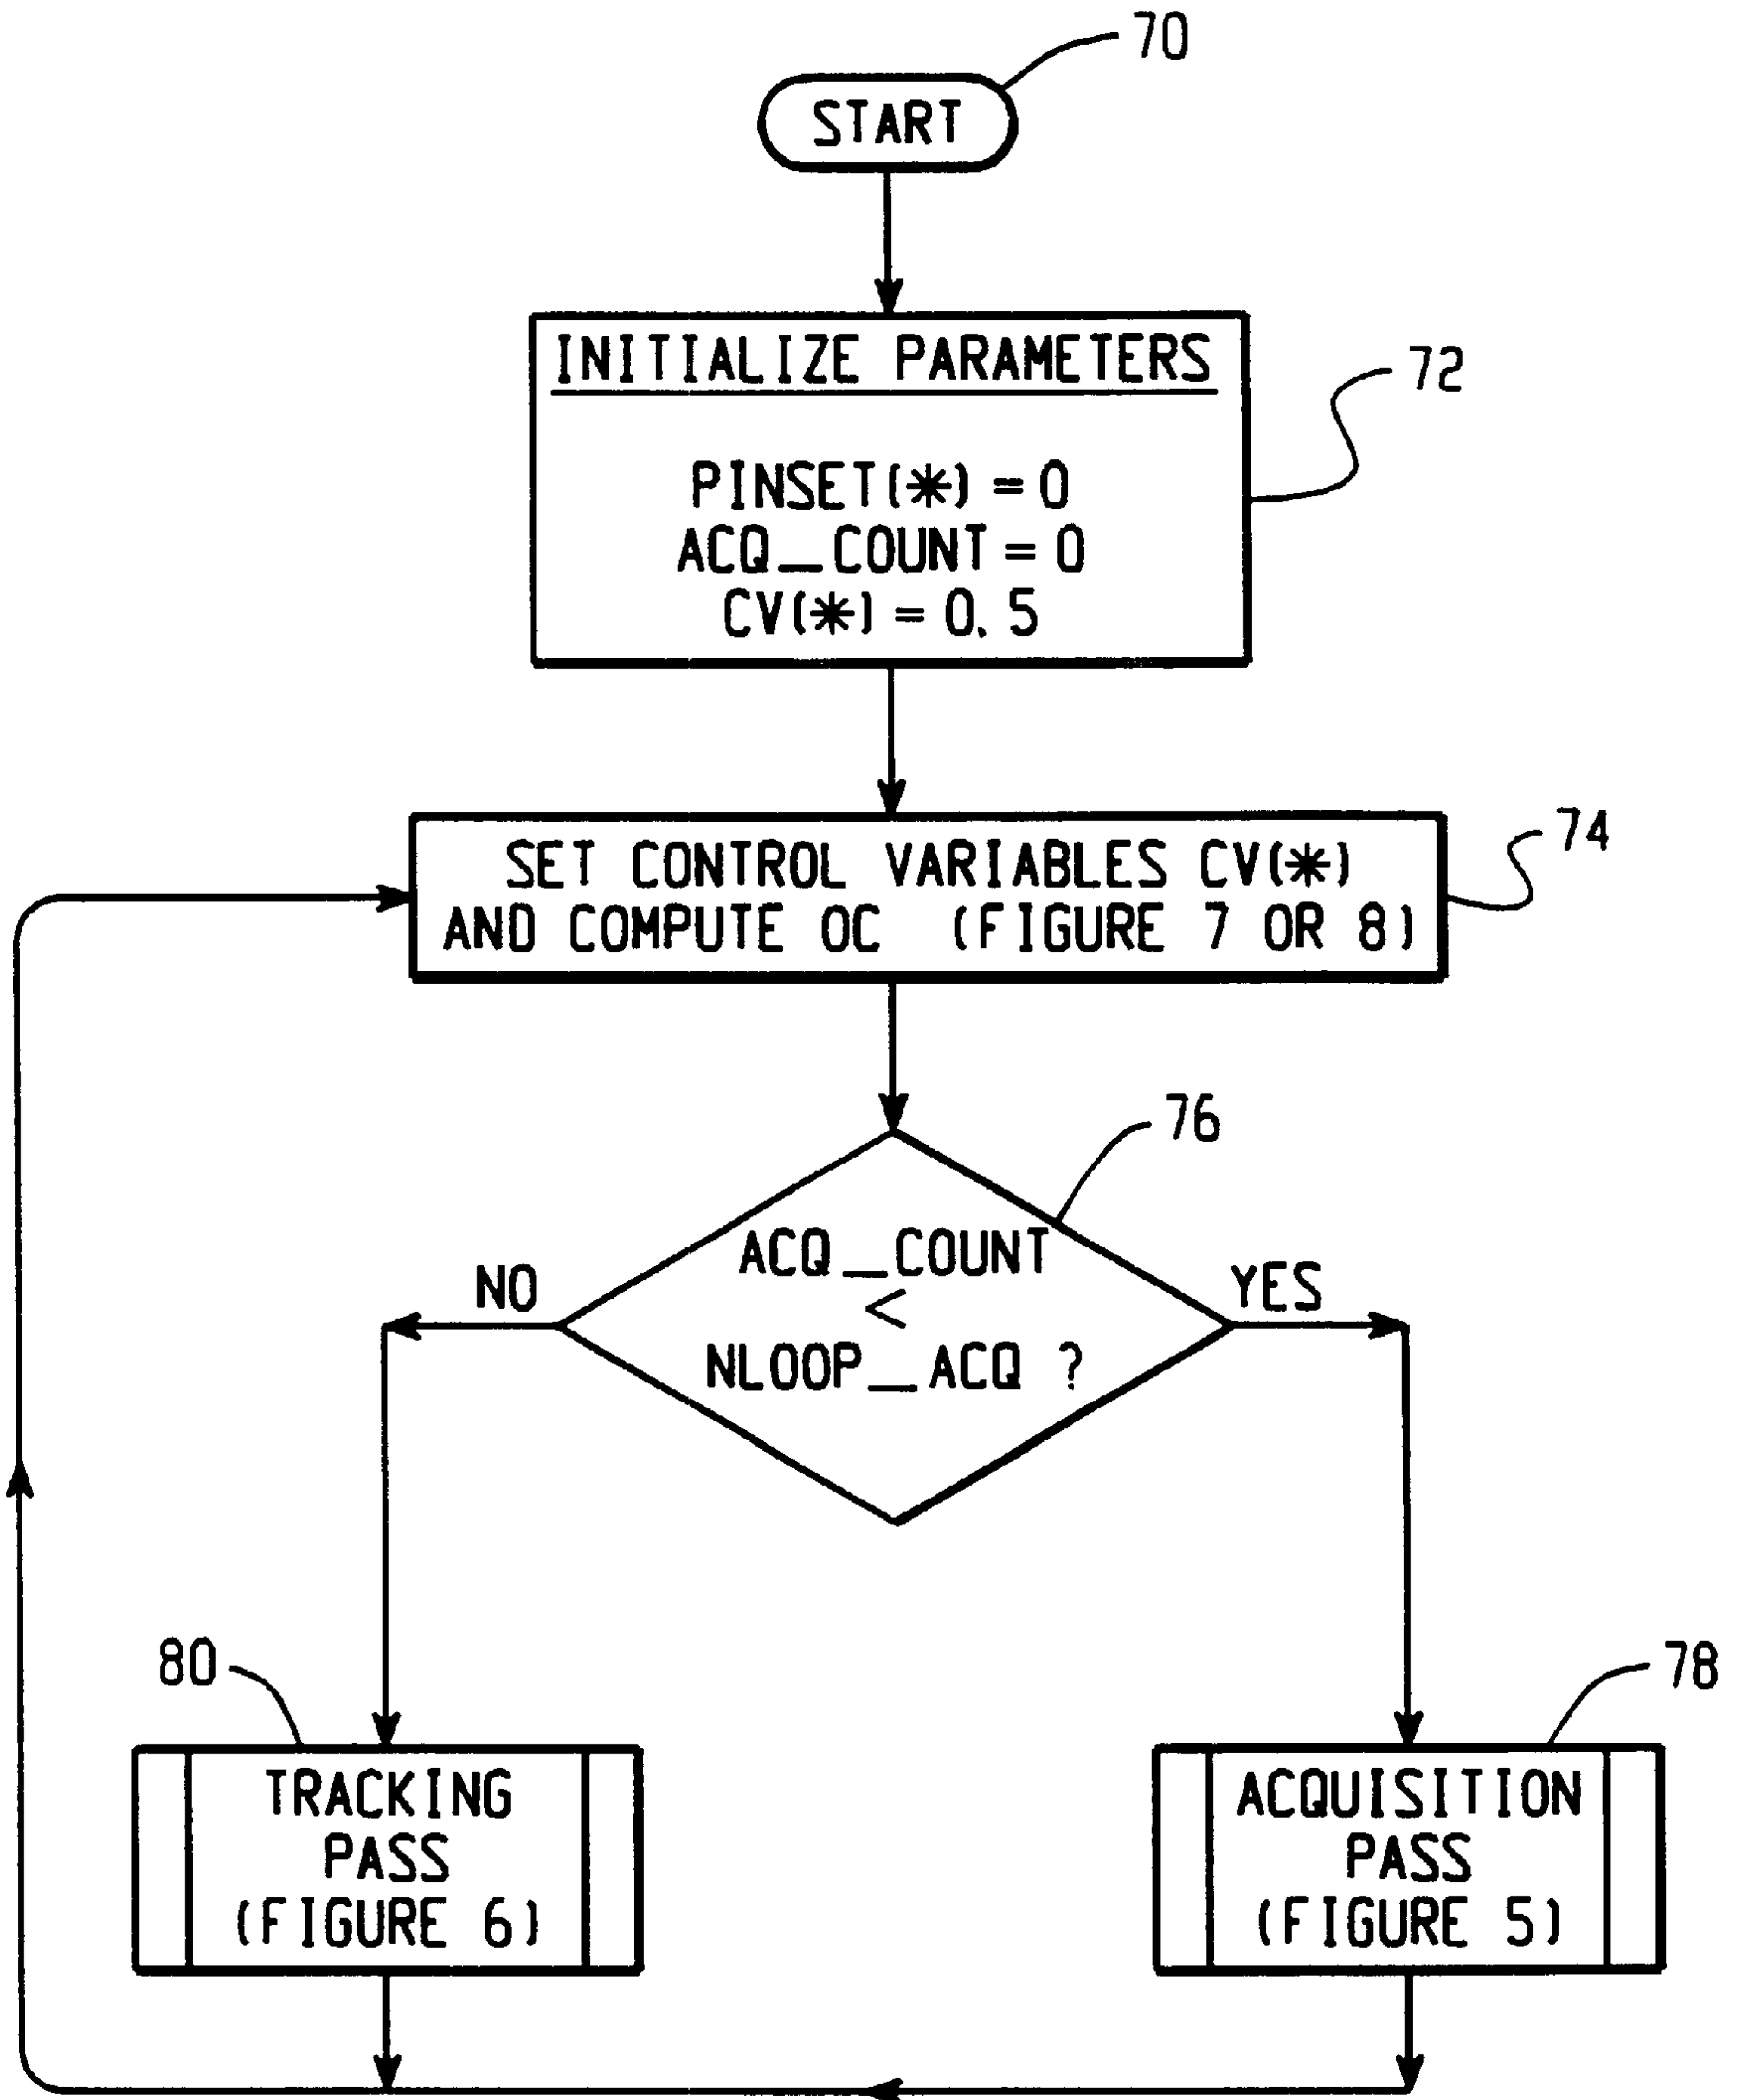 70
START
INITIALIZE PARAMETERS
72
PINSET(*) = 0
ACQ_COUNT = 0
CV(*) = 0.5
74
SET CONTROL VARIABLES CV(*)
AND COMPUTE OC (FIGURE 7 OR 8)
76
ACQ_COUNT
<
NLOOP_ACQ ?
NO
YES
80
78
TRACKING
PASS
(FIGURE 6)
ACQUISITION
PASS
(FIGURE 5)